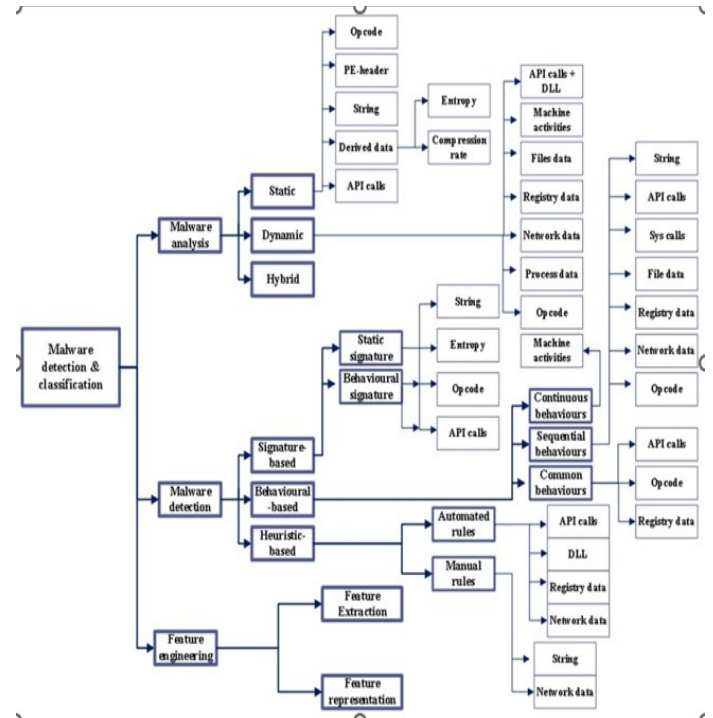 Opcode
PE-header
String
Derived data
API calls
Entropy
Compression
rate
API calls +
DLL
Machine
activities
Files data
Registry data
Network data
Process data
Opcode
Machine
activities
String
API calls
Sys calls
File data
Registry data
Network data
Opcode
Static
Dynamic
Hybrid
Malware
analysis
Malware
detection &
classification
Static
signature
Behavioural
signature
String
Entropy
Opcode
API calls
Continuous
behaviours
Sequential
behaviours
Common
behaviours
API calls
Opcode
Registry data
Signature-
based
Behavioural
-based
Heuristic-
based
Malware
detection
Automated
rules
Manual
rules
API calls
DLL
Registry data
Network data
String
Network data
Feature
engineering
Feature
Extraction
Feature
representation